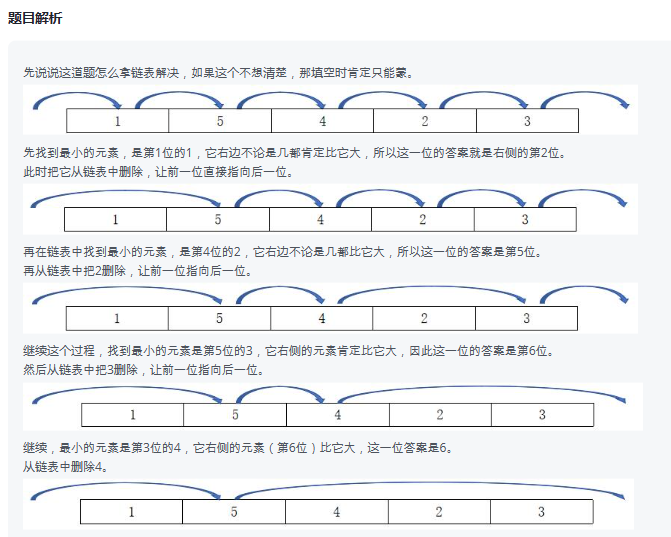 题目解析
先说说这道题怎么拿链表解决，如果这个不想清楚，那填空时肯定只能蒙。
1 5 4 2 3
先找到最小的元素，是第1位的1，它右边不论是几都肯定比它大，所以这一位的答案就是右侧的第2位。
此时把它从链表中删除，让前一位直接指向后一位。
1 5 4 2 3
再在链表中找到最小的元素，是第4位的2，它右边不论是几都比它大，所以这一位的答案是第5位。
再从链表中把2删除，让前一位指向后一位。
1 5 4 2 3
继续这个过程，找到最小的元素是第5位的3，它右侧的元素肯定比它大，因此这一位的答案是第6位。
然后从链表中把3删除，让前一位指向后一位。
1 5 4 2 3
继续，最小的元素是第3位的4，它右侧的元素（第6位）比它大，这一位答案是6。
从链表中删除4。
1 5 4 2 3